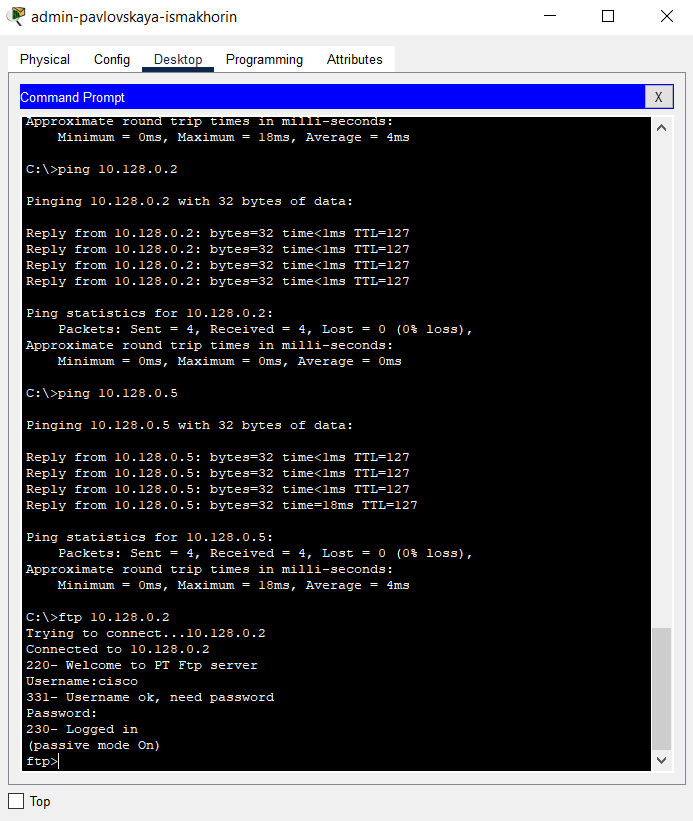 admin-pavlovskaya-ismakhorin
Physical Config Desktop Programming Attributes
Command Prompt X
Approximate round trip times in milli-seconds:
    Minimum = 0ms, Maximum = 18ms, Average = 4ms
C:\>ping 10.128.0.2
Pinging 10.128.0.2 with 32 bytes of data:
Reply from 10.128.0.2: bytes=32 time<1ms TTL=127
Reply from 10.128.0.2: bytes=32 time<1ms TTL=127
Reply from 10.128.0.2: bytes=32 time<1ms TTL=127
Reply from 10.128.0.2: bytes=32 time<1ms TTL=127
Ping statistics for 10.128.0.2:
    Packets: Sent = 4, Received = 4, Lost = 0 (0% loss),
Approximate round trip times in milli-seconds:
    Minimum = 0ms, Maximum = 0ms, Average = 0ms
C:\>ping 10.128.0.5
Pinging 10.128.0.5 with 32 bytes of data:
Reply from 10.128.0.5: bytes=32 time<1ms TTL=127
Reply from 10.128.0.5: bytes=32 time<1ms TTL=127
Reply from 10.128.0.5: bytes=32 time<1ms TTL=127
Reply from 10.128.0.5: bytes=32 time=18ms TTL=127
Ping statistics for 10.128.0.5:
    Packets: Sent = 4, Received = 4, Lost = 0 (0% loss),
Approximate round trip times in milli-seconds:
    Minimum = 0ms, Maximum = 18ms, Average = 4ms
C:\>ftp 10.128.0.2
Trying to connect...10.128.0.2
Connected to 10.128.0.2
220- Welcome to PT Ftp server
Username:cisco
331- Username ok, need password
Password:
230- Logged in
(passive mode On)
ftp>
Top